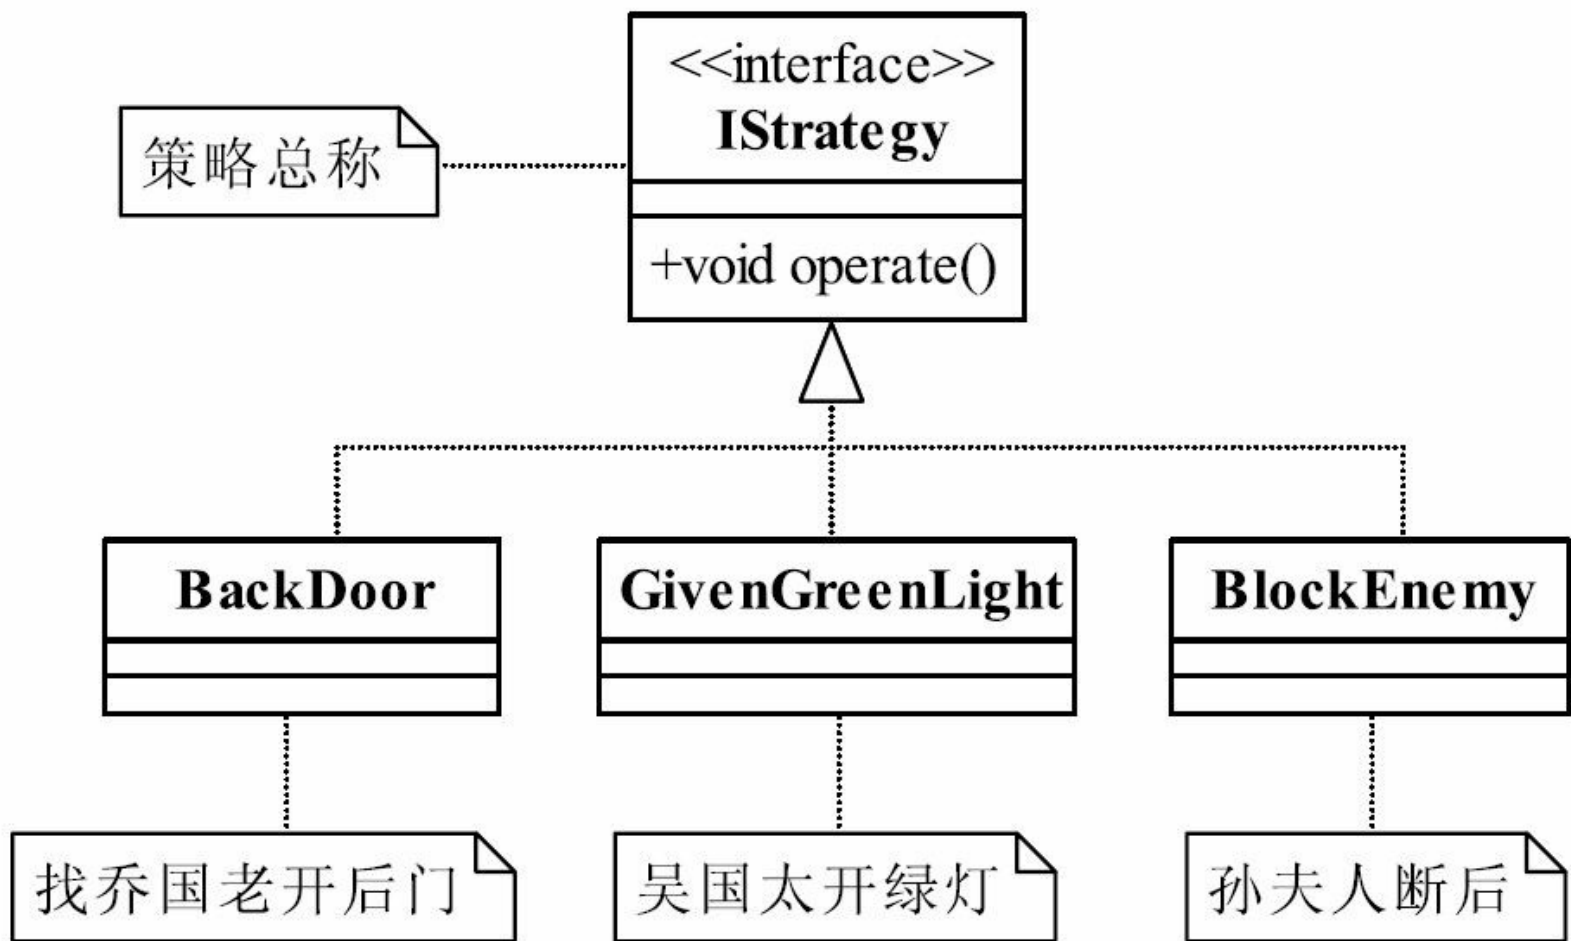 <<interface>>
IStrategy
策略总称
+void operate()
BackDoor
GivenGreenLight
BlockEnemy
找乔国老开后门
吴国太开绿灯
孙夫人断后